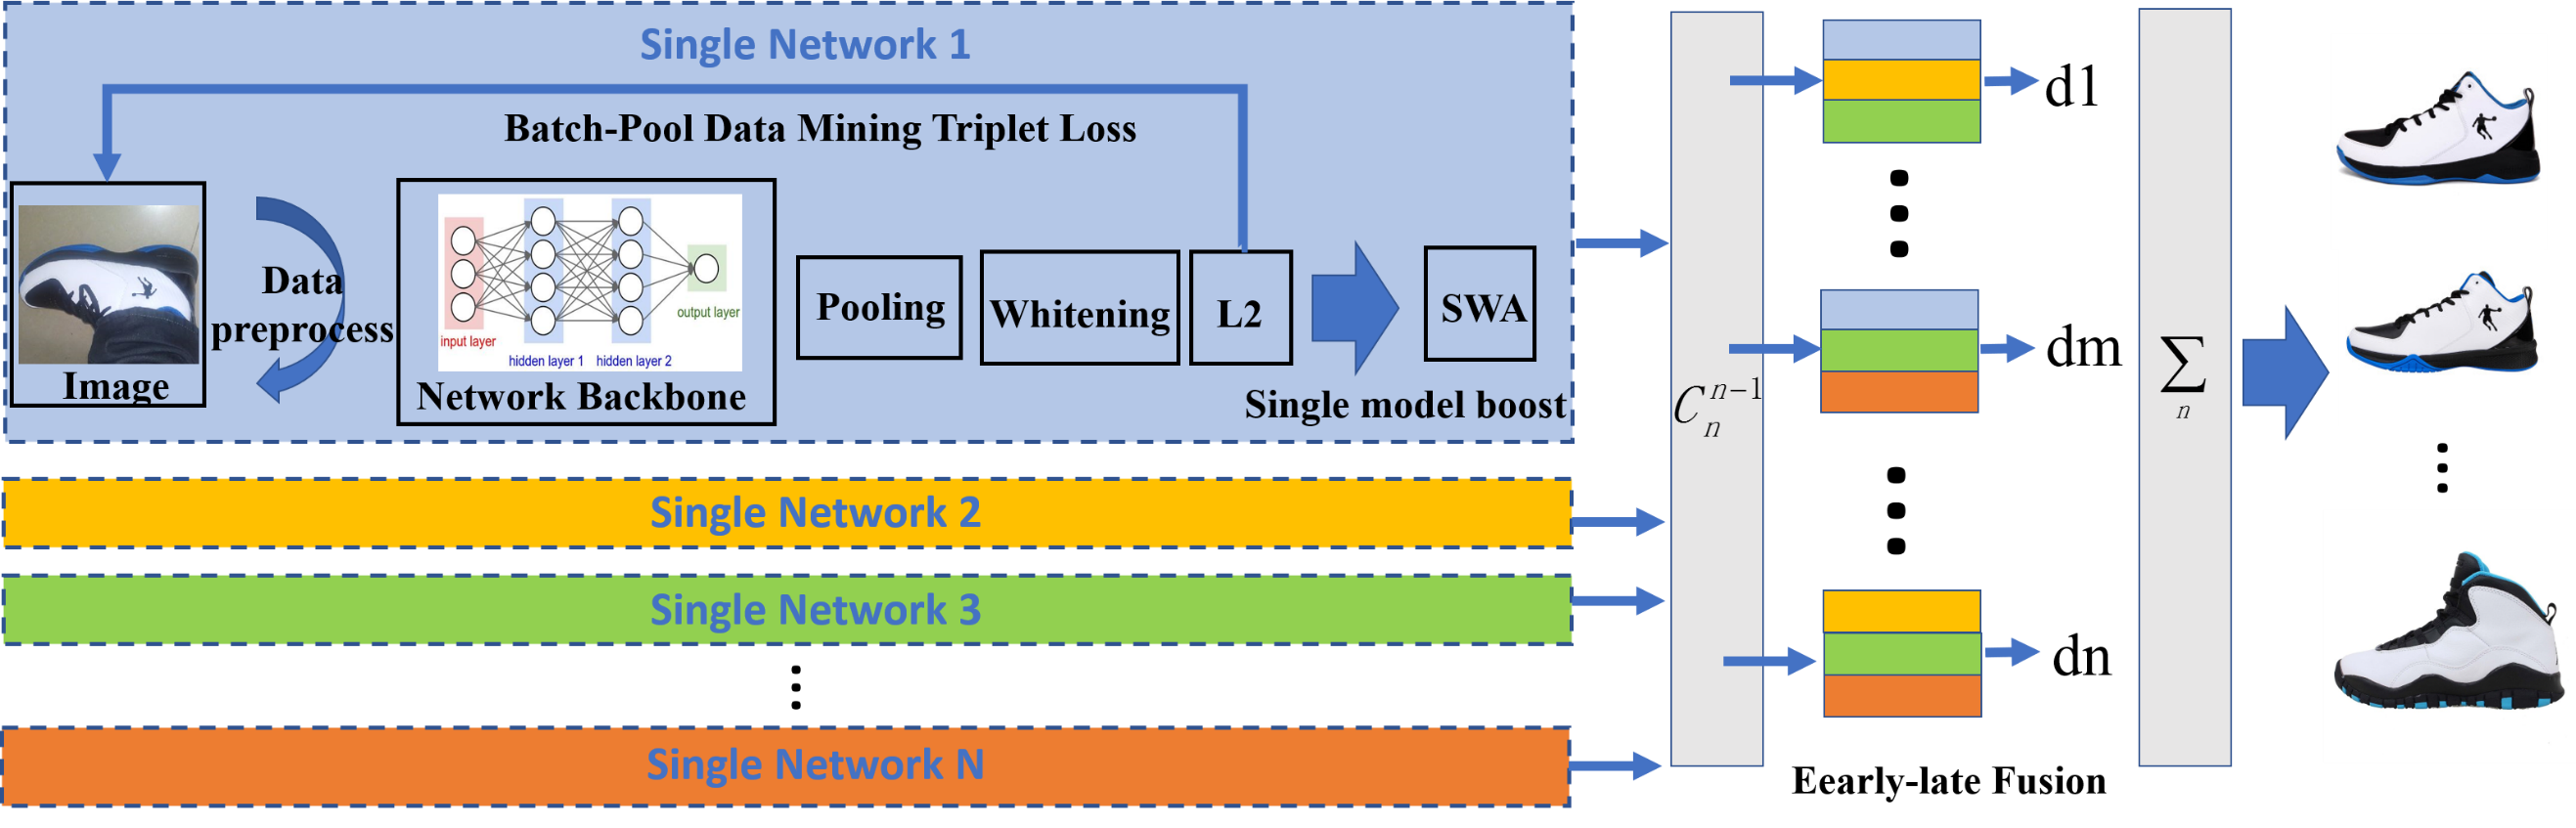 Single Network 1
Batch-Pool Data Mining Triplet Loss
Image
Data
preprocess
input layer
hidden layer 1
hidden layer 2
output layer
Network Backbone
Pooling
Whitening
L2
SWA
Single model boost
Single Network 2
Single Network 3
Single Network N
C_n^{n-1}
d1
dm
dn
Eearly-late Fusion
∑
n